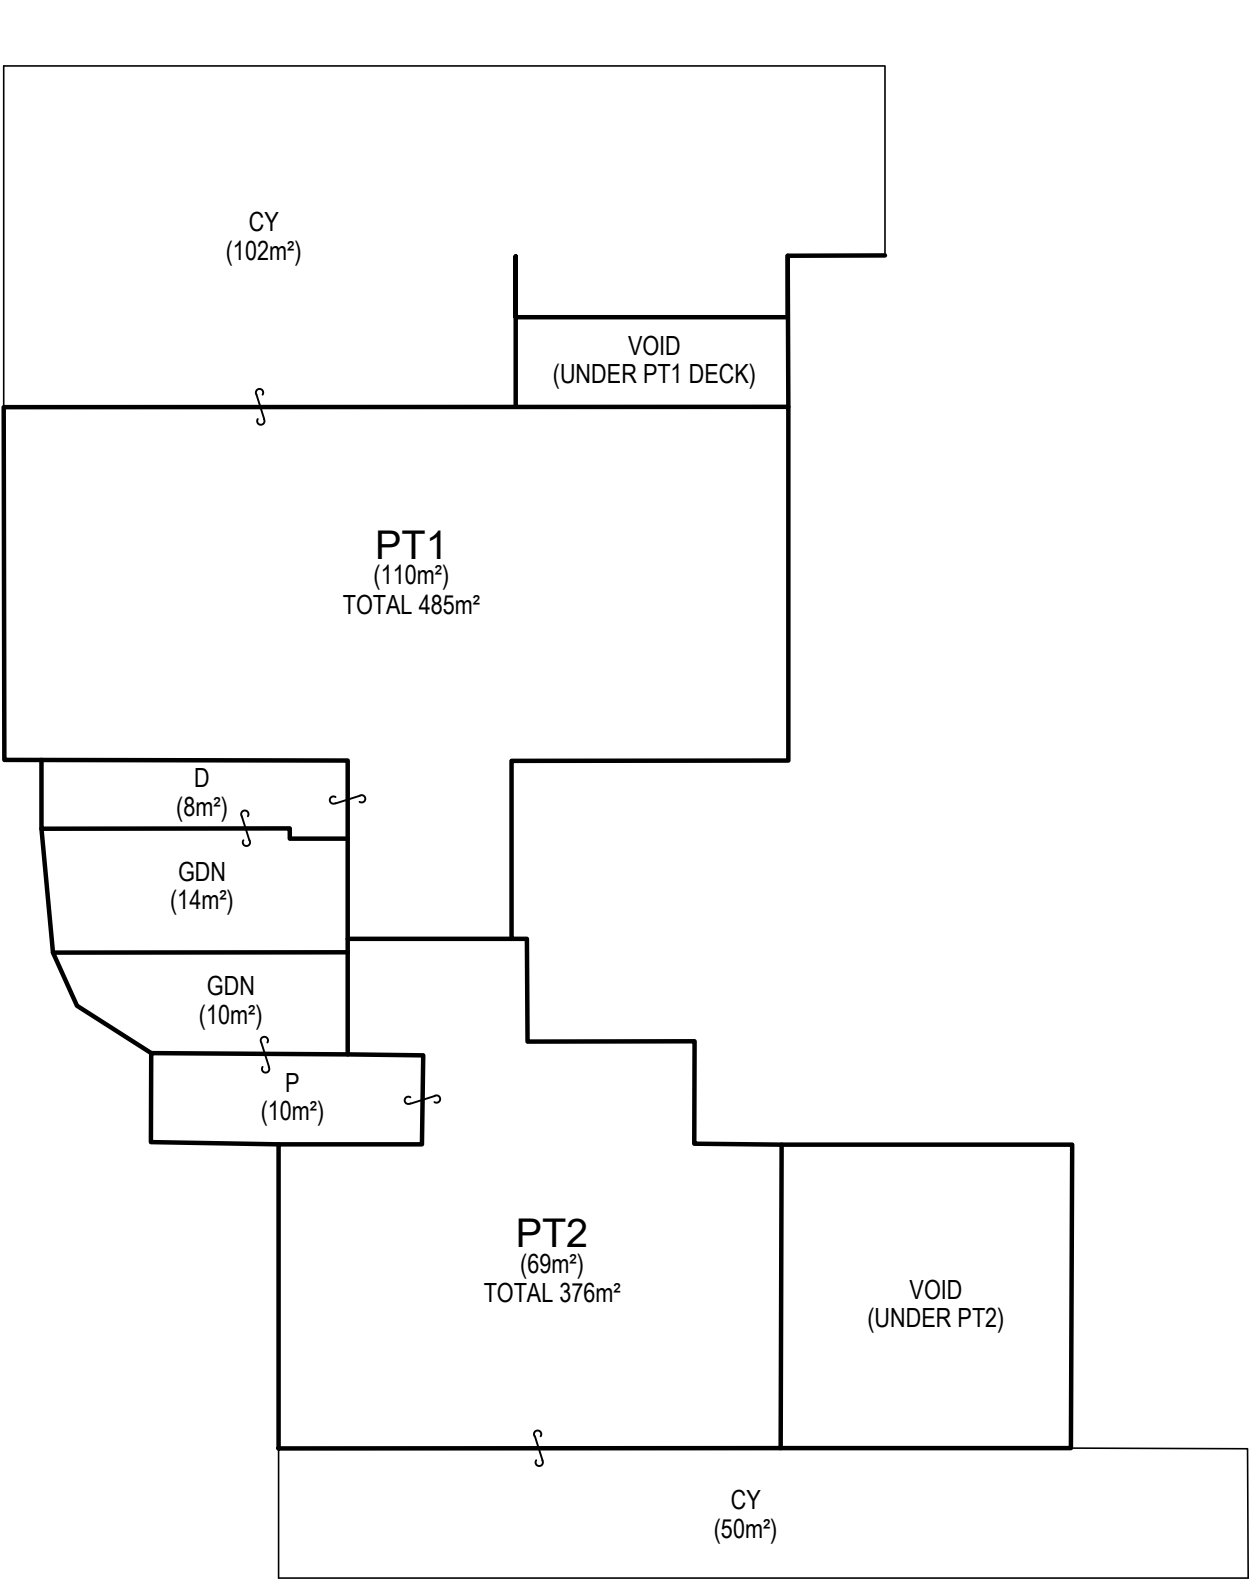 CY
(102m²)
VOID
(UNDER PT1 DECK)
PT1
(110m²)
TOTAL 485m²
D
(8m²)
GDN
(14m²)
GDN
(10m²)
P
(10m²)
PT2
(69m²)
TOTAL 376m²
VOID
(UNDER PT2)
CY
(50m²)